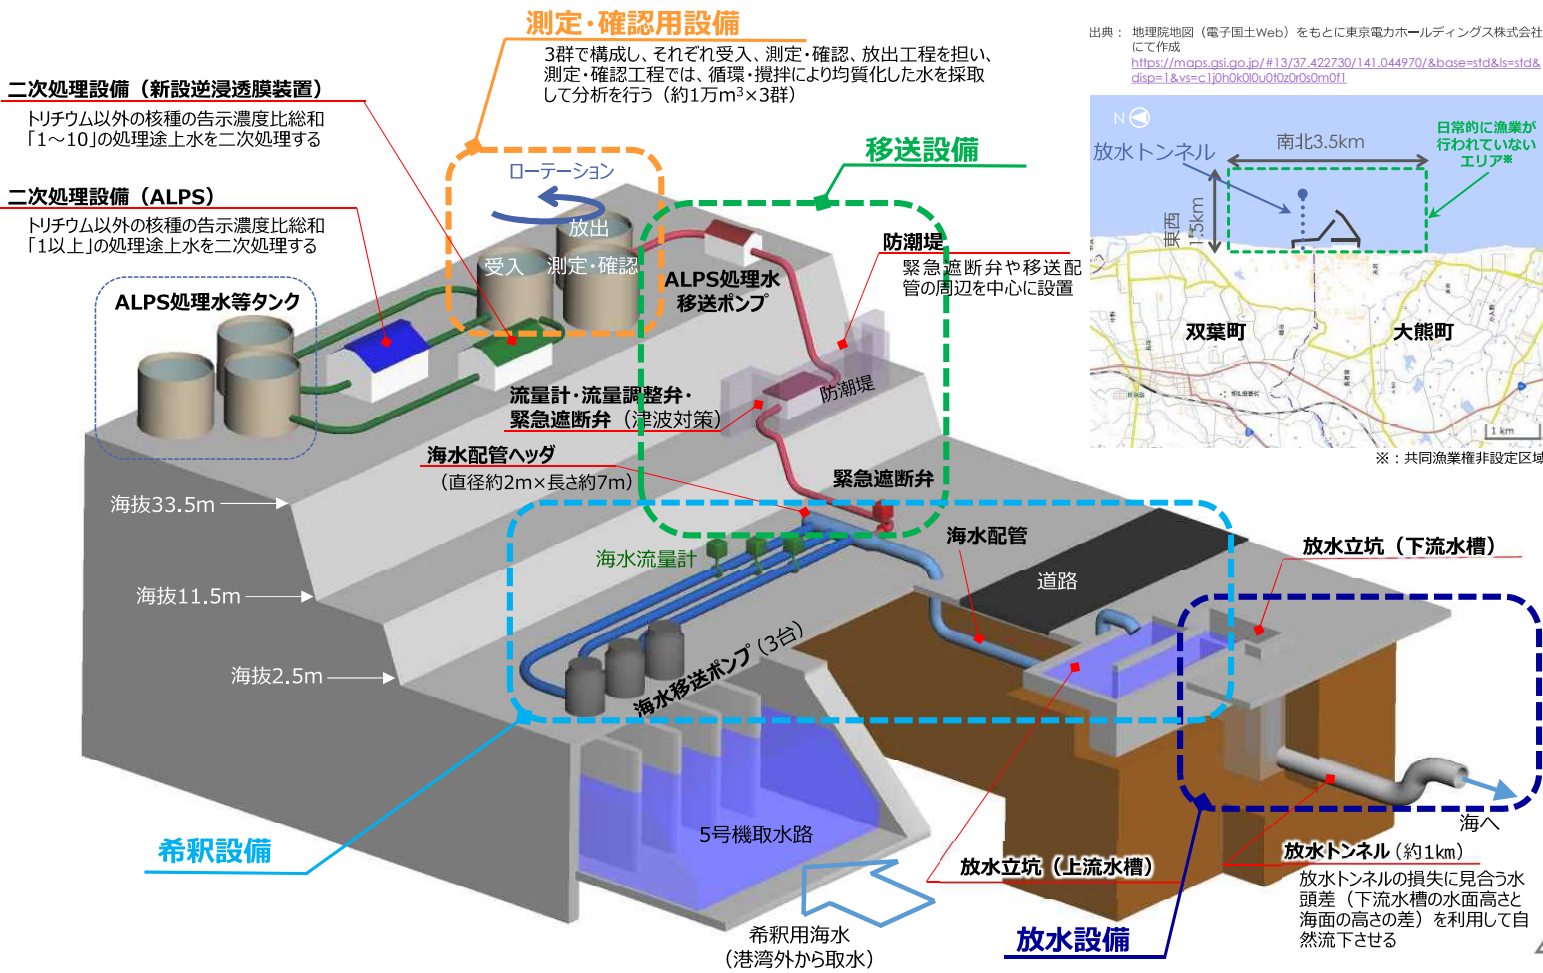 測定・確認用設備
3群で構成し、それぞれ受入、測定・確認、放出工程を担い、
測定・確認工程では、循環・攪拌により均質化した水を採取
して分析を行う（約1万m³×3群）
出典： 地理院地図（電子国土Web）をもとに東京電力ホールディングス株式会社
にて作成
https://maps.gsi.go.jp/#13/37.422730/141.044970/&base=std&ls=std&
disp=1&vs=c1j0h0k0l0u0t0z0r0s0m0f1
二次処理設備（新設逆浸透膜装置）
トリチウム以外の核種の告示濃度比総和
「1～10」の処理途上水を二次処理する
二次処理設備（ALPS）
トリチウム以外の核種の告示濃度比総和
「1以上」の処理途上水を二次処理する
ALPS処理水等タンク
ローテーション
放出
受入
測定・確認
移送設備
ALPS処理水
移送ポンプ
防潮堤
緊急遮断弁や移送配
管の周辺を中心に設置
防潮堤
流量計・流量調整弁・
緊急遮断弁（津波対策）
海水配管ヘッダ
（直径約2m×長さ約7m）
緊急遮断弁
N
放水トンネル
南北3.5km
東西
1.5km
日常的に漁業が
行われていない
エリア※
双葉町
大熊町
1 km
※：共同漁業権非設定区域
海抜33.5m
海抜11.5m
海抜2.5m
海水流量計
海水配管
道路
放水立坑（下流水槽）
海水移送ポンプ（3台）
5号機取水路
希釈設備
希釈用海水
（港湾外から取水）
放水立坑（上流水槽）
放水設備
海へ
放水トンネル（約1km）
放水トンネルの損失に見合う水
頭差（下流水槽の水面高さと
海面の高さの差）を利用して自
然流下させる